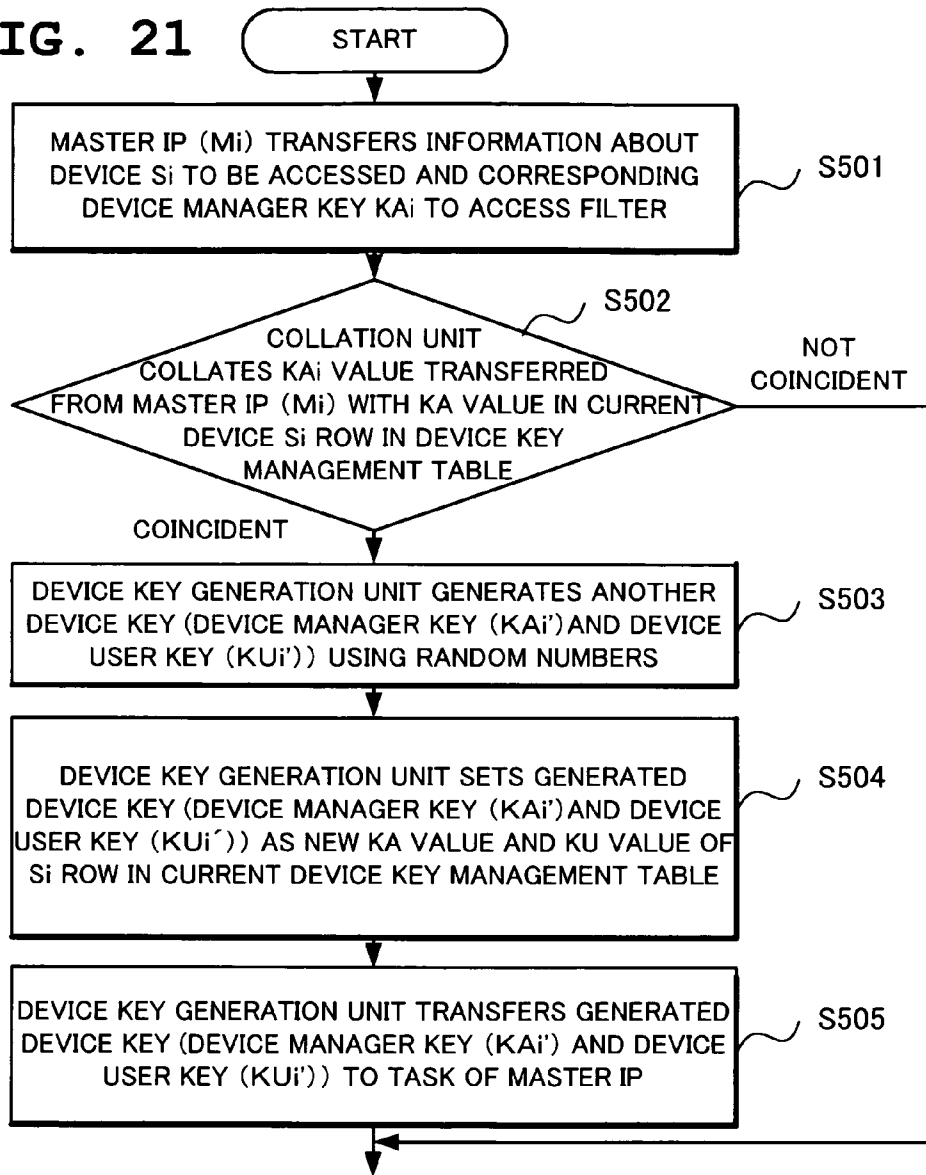 IG. 21
START
MASTER IP (Mi) TRANSFERS INFORMATION ABOUT
DEVICE Si TO BE ACCESSED AND CORRESPONDING
DEVICE MANAGER KEY KAi TO ACCESS FILTER
S501
S502
COLLATION UNIT
COLLATES KAi VALUE TRANSFERRED
FROM MASTER IP (Mi) WITH KA VALUE IN CURRENT
DEVICE Si ROW IN DEVICE KEY
MANAGEMENT TABLE
NOT
COINCIDENT
COINCIDENT
DEVICE KEY GENERATION UNIT GENERATES ANOTHER
DEVICE KEY (DEVICE MANAGER KEY (KAi')AND DEVICE
USER KEY (KUi')) USING RANDOM NUMBERS
S503
DEVICE KEY GENERATION UNIT SETS GENERATED
DEVICE KEY (DEVICE MANAGER KEY (KAi')AND DEVICE
USER KEY (KUi´)) AS NEW KA VALUE AND KU VALUE OF
Si ROW IN CURRENT DEVICE KEY MANAGEMENT TABLE
S504
DEVICE KEY GENERATION UNIT TRANSFERS GENERATED
DEVICE KEY (DEVICE MANAGER KEY (KAi') AND DEVICE
USER KEY (KUi')) TO TASK OF MASTER IP
S505